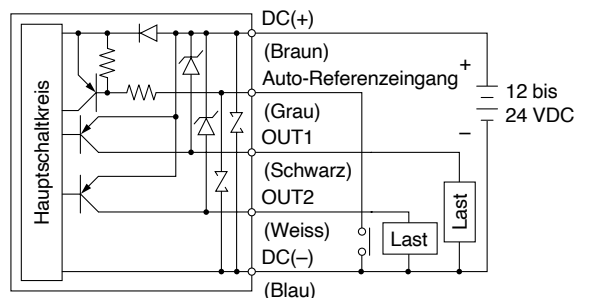 DC(+)
(Braun)
Auto-Referenzeingang
(Grau)
OUT1
(Schwarz)
OUT2
(Weiss)
DC(–)
(Blau)
Hauptschaltkreis
+
12 bis
24 VDC
–
Last
Last